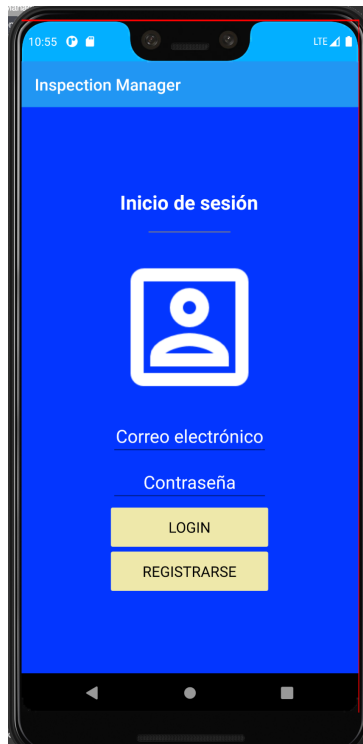 10:55
LTE
Inspection Manager
Inicio de sesión
Correo electrónico
Contraseña
LOGIN
REGISTRARSE